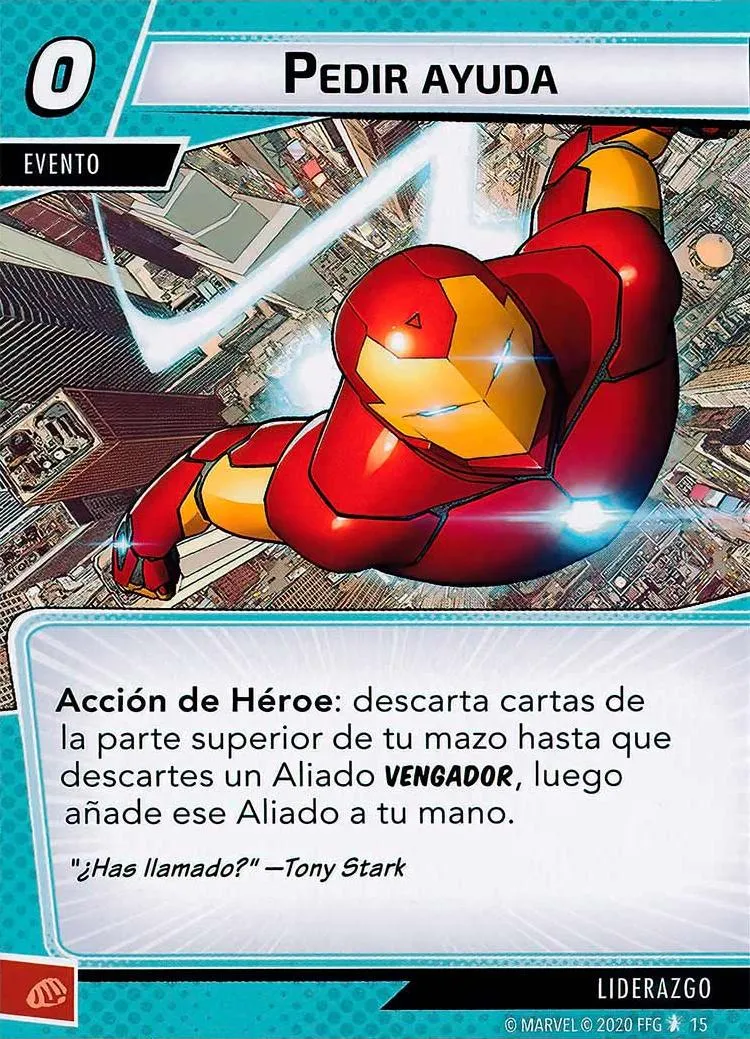 0
PEDIR AYUDA
EVENTO
Acción de Héroe: descarta cartas de
la parte superior de tu mazo hasta que
descartes un Aliado VENGADOR, luego
añade ese Aliado a tu mano.
"¿Has llamado?" —Tony Stark
LIDERAZGO
© MARVEL © 2020 FFG 15